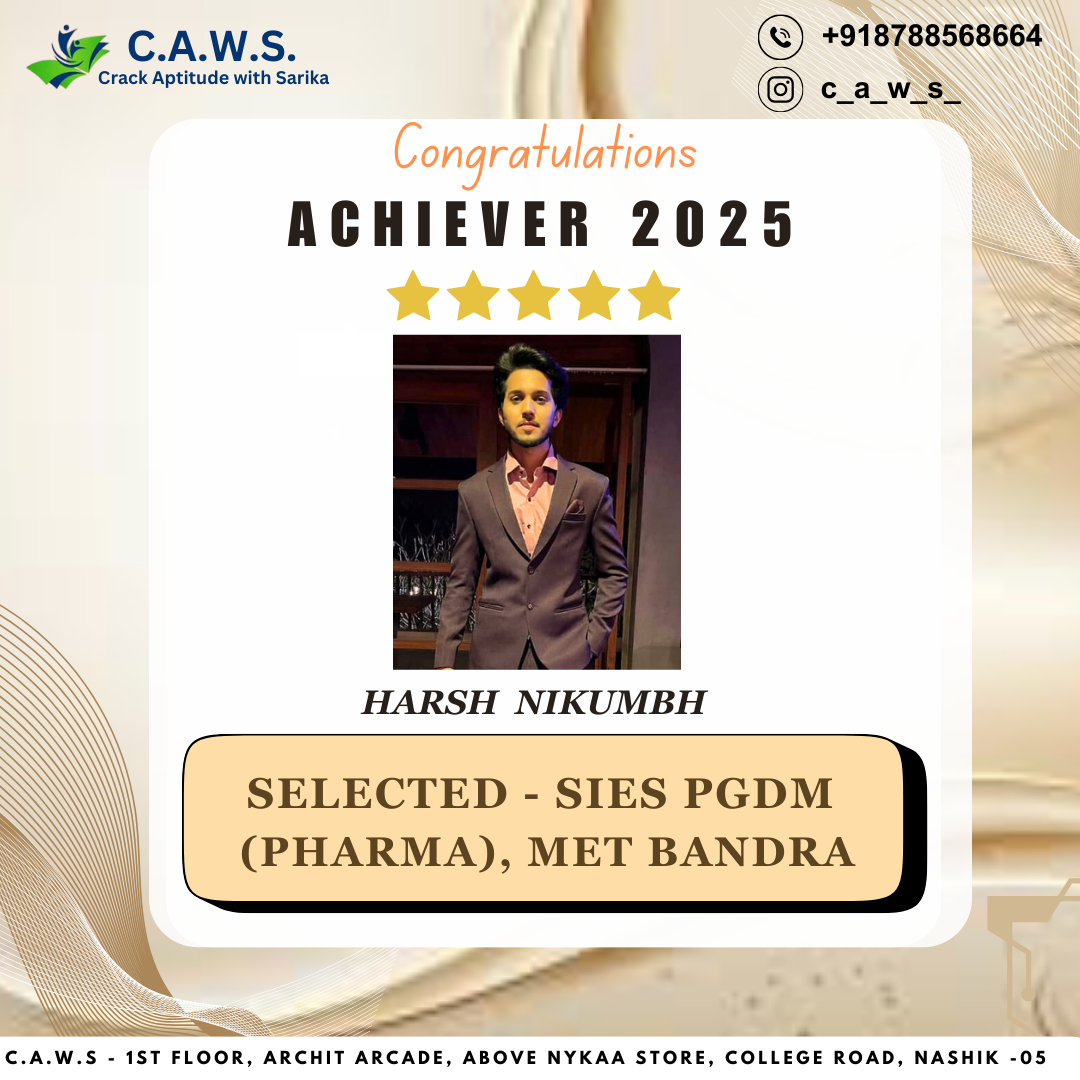 C.A.W.S.
Crack Aptitude with Sarika
+918788568664
c_a_w_s_
Congratulations
ACHIEVER 2025
HARSH NIKUMBH
SELECTED - SIES PGDM
(PHARMA), MET BANDRA
C.A.W.S - 1ST FLOOR, ARCHIT ARCADE, ABOVE NYKAA STORE, COLLEGE ROAD, NASHIK -05